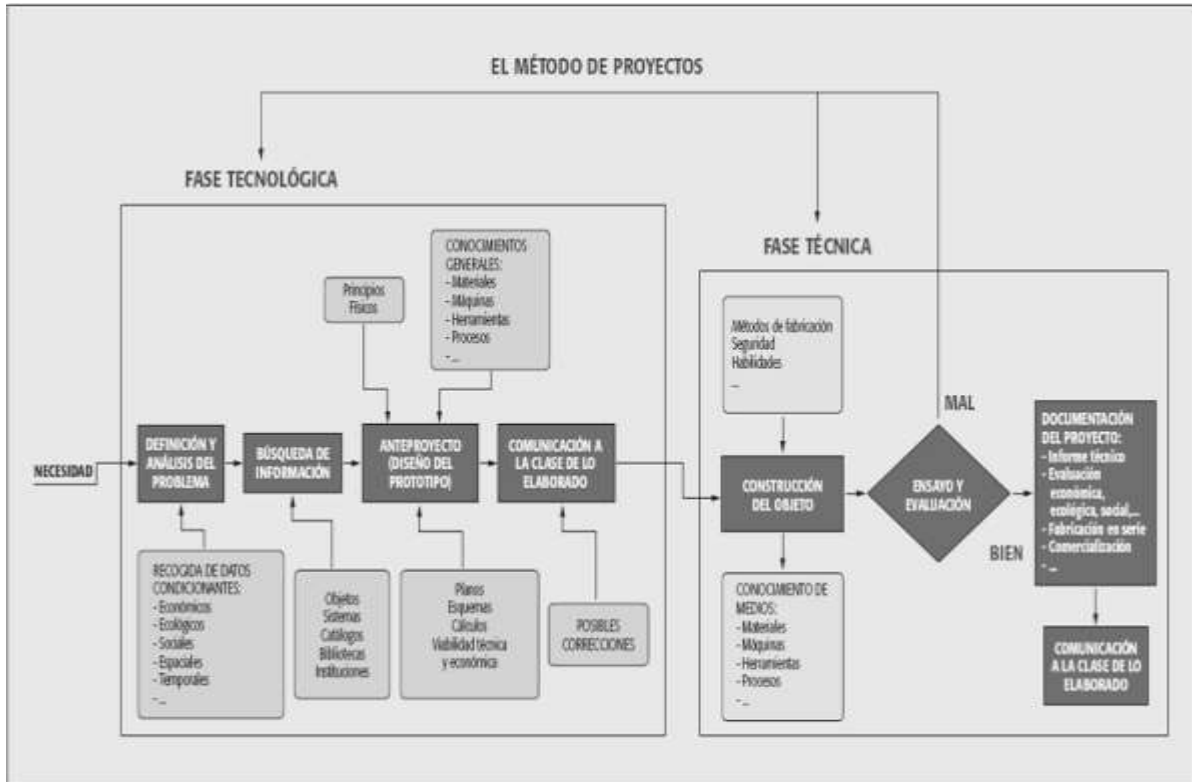 EL MÉTODO DE PROYECTOS
FASE TECNOLÓGICA
CONOCIMIENTOS
GENERALES:
- Materiales
- Máquinas
- Herramientas
- Procesos
- ...
Principios
Físicos
NECESIDAD
DEFINICIÓN Y
ANÁLISIS DEL
PROBLEMA
BÚSQUEDA DE
INFORMACIÓN
ANTEPROYECTO
(DISEÑO DEL
PROTOTIPO)
COMUNICACIÓN A
LA CLASE DE LO
ELABORADO
RECOGIDA DE DATOS
CONDICIONANTES:
- Económicos
- Ecológicos
- Sociales
- Espaciales
- Temporales
- ...
Objetos
Sistemas
Catálogos
Bibliotecas
Instituciones
Planos
Esquemas
Cálculos
Viabilidad técnica
y económica
POSIBLES
CORRECCIONES
FASE TÉCNICA
Métodos de fabricación
Seguridad
Habilidades
...
CONSTRUCCIÓN
DEL OBJETO
CONOCIMIENTO DE
MEDIOS:
- Materiales
- Máquinas
- Herramientas
- Procesos
- ...
ENSAYO Y
EVALUACIÓN
MAL
BIEN
DOCUMENTACIÓN
DEL PROYECTO:
- Informe técnico
- Evaluación
económica,
ecológica, social,...
- Fabricación en serie
- Comercialización
- ...
COMUNICACIÓN
A LA CLASE DE LO
ELABORADO